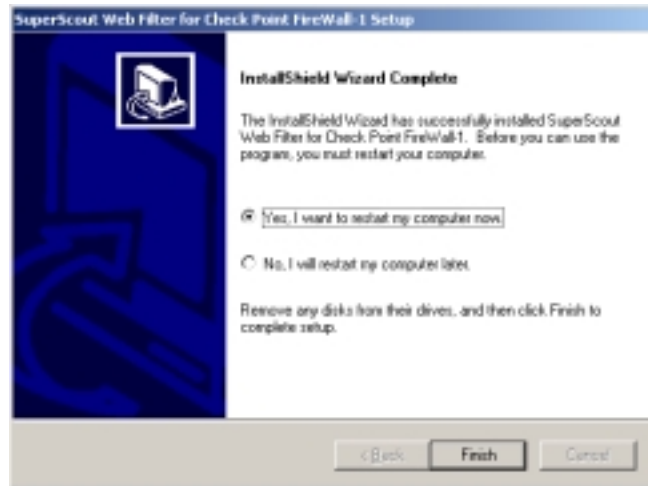 SuperScout Web Filter for Check Point FireWall-1 Setup
InstallShield Wizard Complete
The InstallShield Wizard has successfully installed SuperScout
Web Filter for Check Point FireWall-1. Before you can use the
program, you must restart your computer.
Yes, I want to restart my computer now.
No, I will restart my computer later.
Remove any disks from their drives, and then click Finish to
complete setup.
< Back
Finish
Cancel